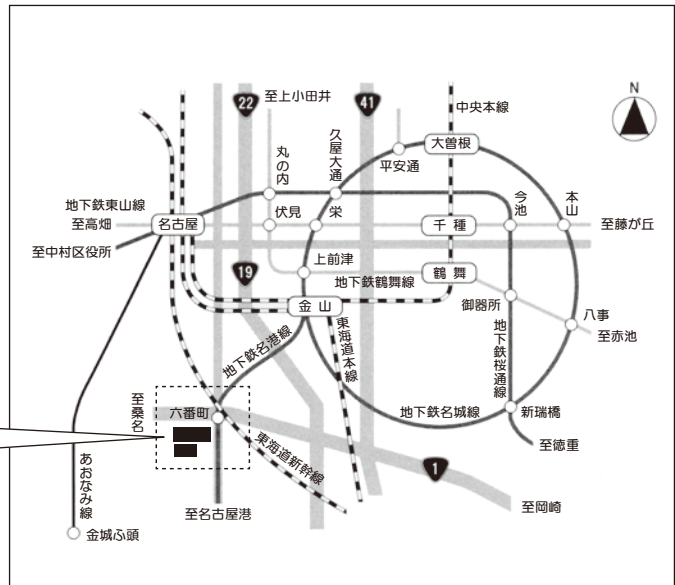 N
22
至上小田井
41
中央本線
久屋大通
大曽根
丸の内
平安通
地下鉄東山線
伏見
栄
今池
本山
至高畑
名古屋
千種
至藤が丘
至中村区役所
上前津
19
地下鉄鶴舞線
鶴舞
御器所
金山
八事
至赤池
地下鉄名港線
東海道本線
地下鉄桜通線
至桑名
六番町
地下鉄名城線
新瑞橋
至徳重
東海道新幹線
1
あおなみ線
至名古屋港
至岡崎
金城ふ頭